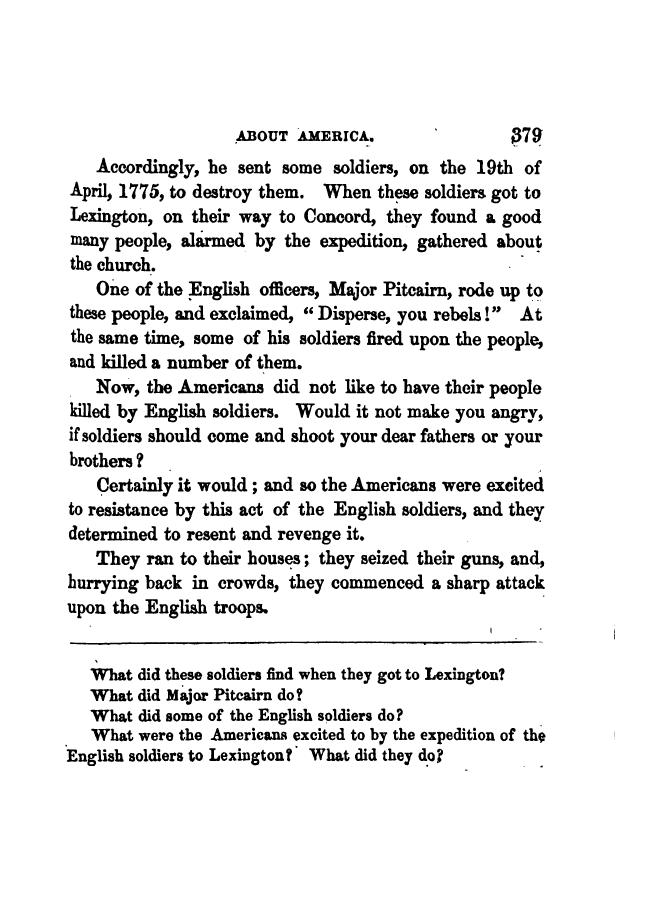 ABOUT AMERICA. 379
Accordingly, he sent some soldiers, on the 19th of
April, 1775, to destroy them. When these soldiers got to
Lexington, on their way to Concord, they found a good
many people, alarmed by the expedition, gathered about
the church.
One of the English officers, Major Pitcairn, rode up to
these people, and exclaimed, “ Disperse, you rebels!” At
the same time, some of his soldiers fired upon the people,
and killed a number of them.
Now, the Americans did not like to have their people
killed by English soldiers. Would it not make you angry,
if soldiers should come and shoot your dear fathers or your
brothers?
Certainly it would; and so the Americans were excited
to resistance by this act of the English soldiers, and they
determined to resent and revenge it.
They ran to their houses; they seized their guns, and,
hurrying back in crowds, they commenced a sharp attack
upon the English troops.
What did these soldiers find when they got to Lexington?
What did Major Pitcairn do?
What did some of the English soldiers do?
What were the Americans excited to by the expedition of the
English soldiers to Lexington? What did they do?